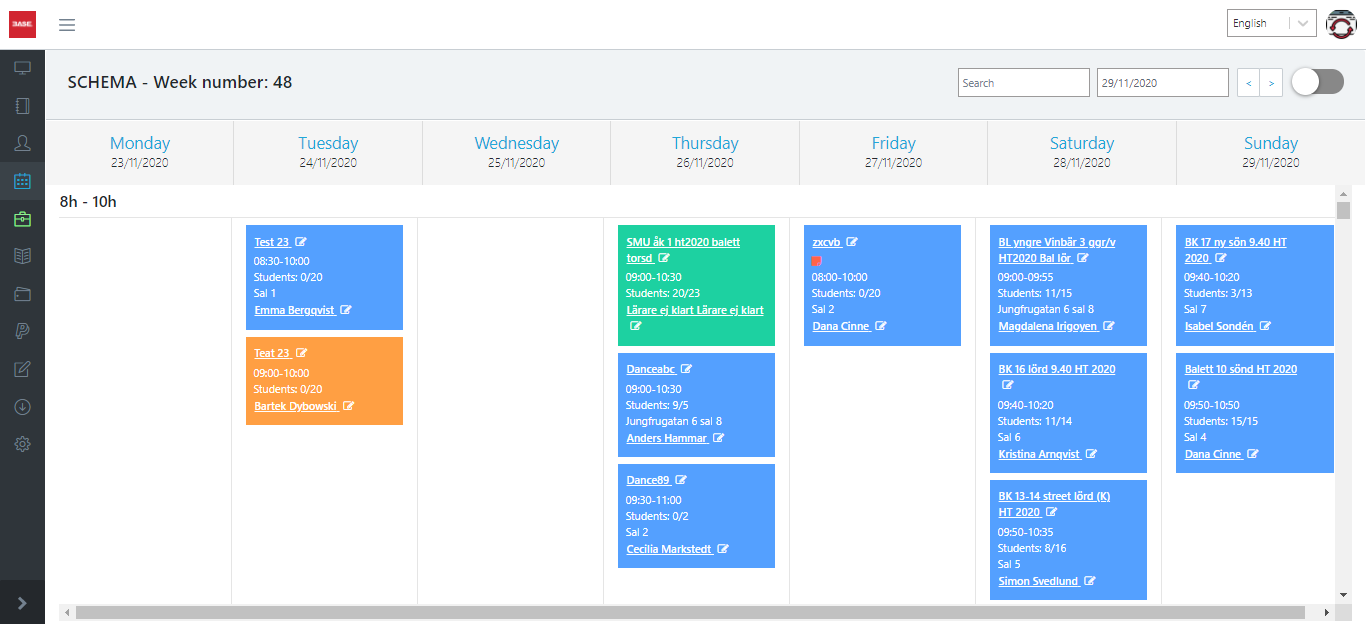 BASE
English
SCHEMA - Week number: 48
Search
29/11/2020
<
>
Monday
23/11/2020
Tuesday
24/11/2020
Wednesday
25/11/2020
Thursday
26/11/2020
Friday
27/11/2020
Saturday
28/11/2020
Sunday
29/11/2020
8h - 10h
Test 23
08:30-10:00
Students: 0/20
Sal 1
Emma Bergqvist
Teat 23
09:00-10:00
Students: 0/20
Bartek Dybowski
SMU åk 1 ht2020 balett
torsd
09:00-10:30
Students: 20/23
Lärare ej klart Lärare ej klart
Danceabc
09:00-10:30
Students: 9/5
Jungfrugatan 6 sal 8
Anders Hammar
Dance89
09:30-11:00
Students: 0/2
Sal 2
Cecilia Markstedt
zxcvb
08:00-10:00
Students: 0/20
Sal 2
Dana Cinne
BL yngre Vinbär 3 ggr/v
HT2020 Bal lör
09:00-09:55
Students: 11/15
Jungfrugatan 6 sal 8
Magdalena Irigoyen
BK 16 lörd 9.40 HT 2020
09:40-10:20
Students: 11/14
Sal 6
Kristina Arnqvist
BK 13-14 street lörd (K)
HT 2020
09:50-10:35
Students: 8/16
Sal 5
Simon Svedlund
BK 17 ny sön 9.40 HT
2020
09:40-10:20
Students: 3/13
Sal 7
Isabel Sondén
Balett 10 sönd HT 2020
09:50-10:50
Students: 15/15
Sal 4
Dana Cinne